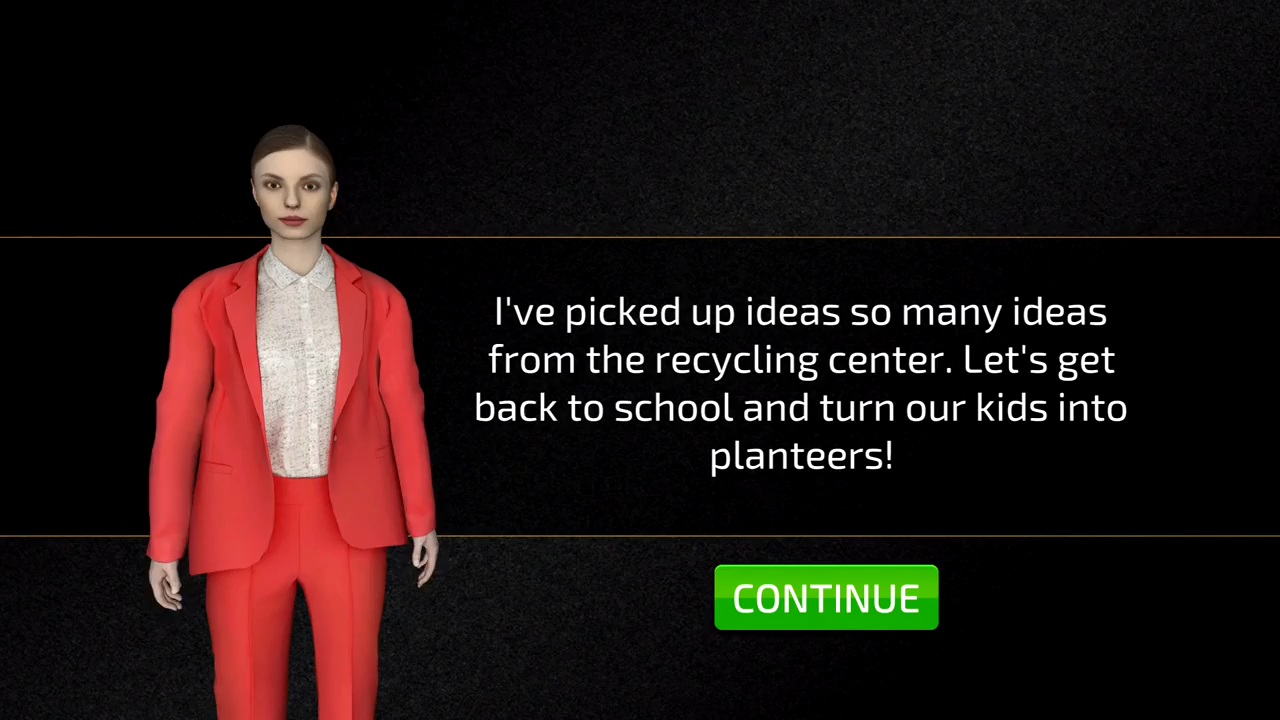 I've picked up ideas so many ideas
from the recycling center. Let's get
back to school and turn our kids into
planteers!
CONTINUE